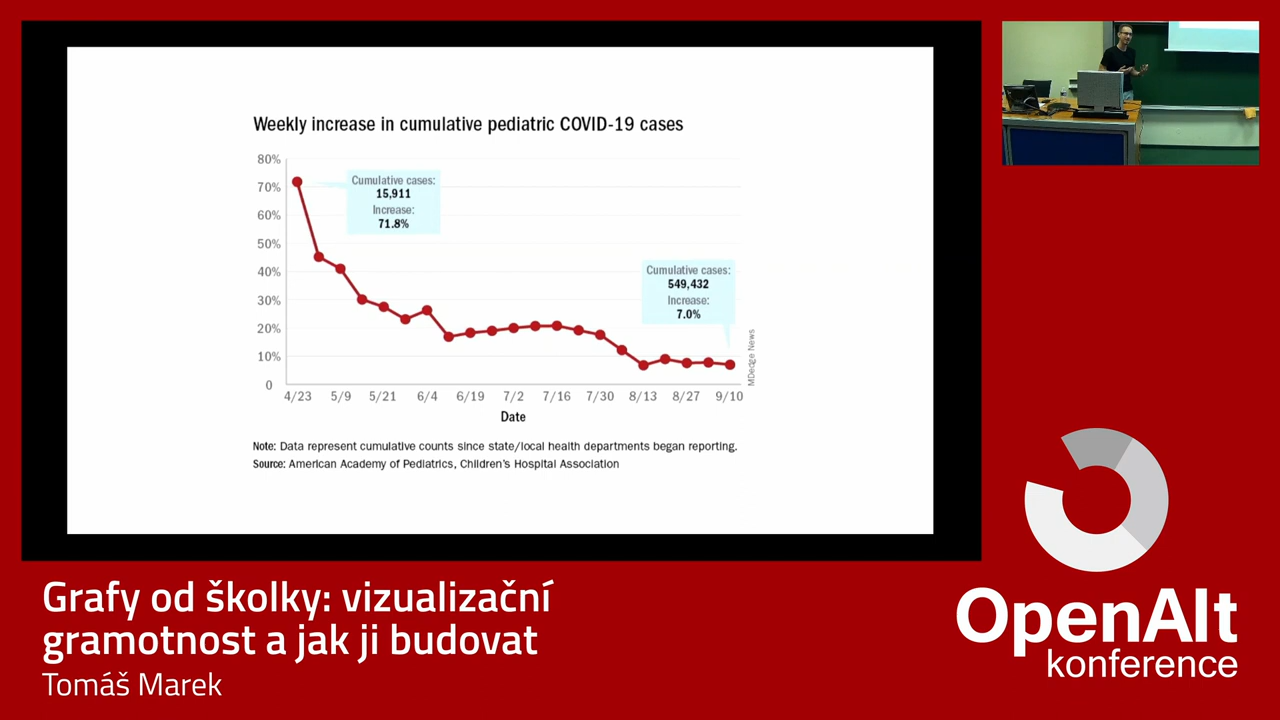 Weekly increase in cumulative pediatric COVID-19 cases
80%
70%
60%
50%
40%
30%
20%
10%
0
Cumulative cases:
15,911
Increase:
71.8%
Cumulative cases:
549,432
Increase:
7.0%
MDedge News
4/23 5/9 5/21 6/4 6/19 7/2 7/16 7/30 8/13 8/27 9/10
Date
Note: Data represent cumulative counts since state/local health departments began reporting.
Source: American Academy of Pediatrics, Children's Hospital Association
Grafy od školky: vizualizační
gramotnost a jak ji budovat
Tomáš Marek
OpenAlt
konference